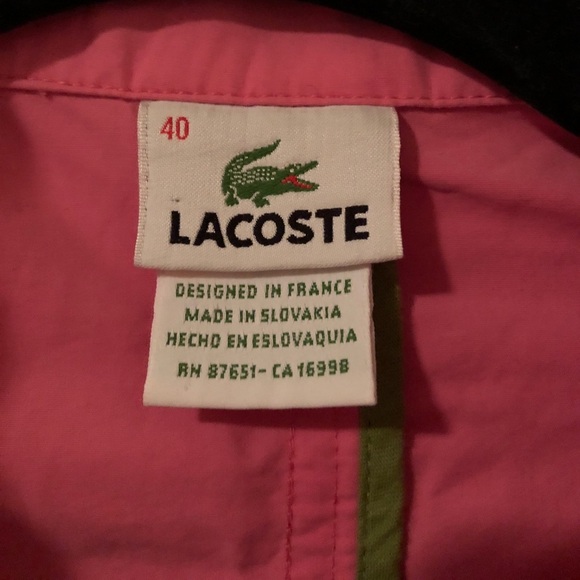 40
LACOSTE
DESIGNED IN FRANCE
MADE IN SLOVAKIA
HECHO EN ESLOVAQUIA
RN 87651- CA 16998